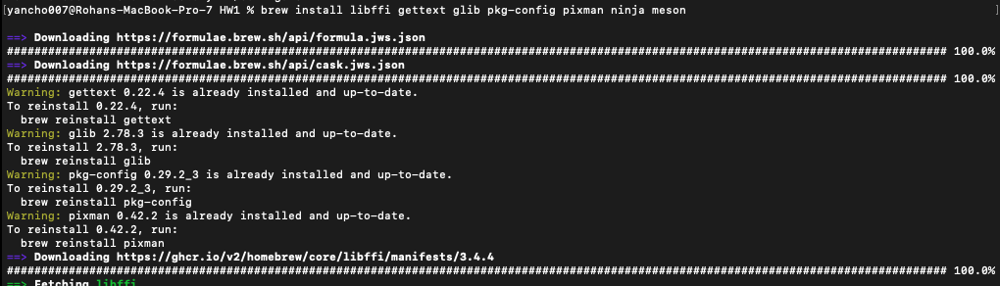 [yancho007@Rohans-MacBook-Pro-7 HW1 % brew install libffi gettext glib pkg-config pixman ninja meson ]
==> Downloading https://formulae.brew.sh/api/formula.jws.json
######################################################################### 100.0%
==> Downloading https://formulae.brew.sh/api/cask.jws.json
######################################################################### 100.0%
Warning: gettext 0.22.4 is already installed and up-to-date.
To reinstall 0.22.4, run:
  brew reinstall gettext
Warning: glib 2.78.3 is already installed and up-to-date.
To reinstall 2.78.3, run:
  brew reinstall glib
Warning: pkg-config 0.29.2_3 is already installed and up-to-date.
To reinstall 0.29.2_3, run:
  brew reinstall pkg-config
Warning: pixman 0.42.2 is already installed and up-to-date.
To reinstall 0.42.2, run:
  brew reinstall pixman
==> Downloading https://ghcr.io/v2/homebrew/core/libffi/manifests/3.4.4
######################################################################### 100.0%
==> Fetching libffi